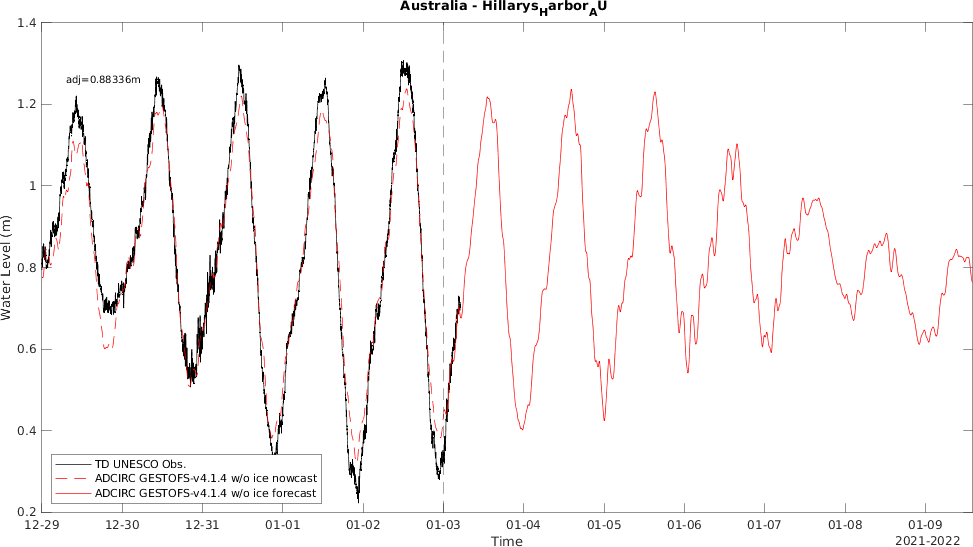 Australia - HillarysHarborAU
1.4
adj=0.88336m
1.2
1
0.8
0.6
0.4
0.2
Water Level (m)
TD UNESCO Obs.
ADCIRC GESTOFS-v4.1.4 w/o ice nowcast
ADCIRC GESTOFS-v4.1.4 w/o ice forecast
12-29 12-30 12-31 01-01 01-02 01-03 01-04 01-05 01-06 01-07 01-08 01-09
Time
2021-2022